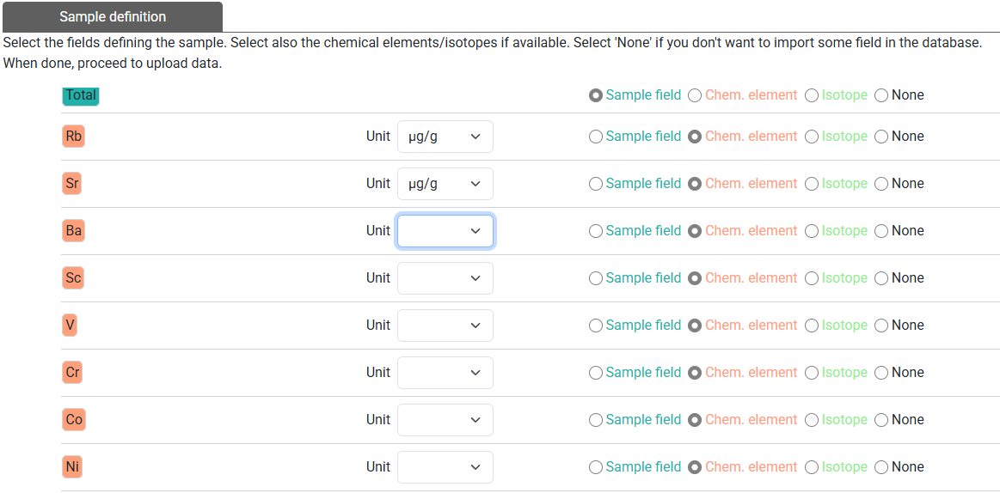 Sample definition
Select the fields defining the sample. Select also the chemical elements/isotopes if available. Select 'None' if you don't want to import some field in the database.
When done, proceed to upload data.
Total Sample field Chem. element Isotope None
Rb Unit µg/g Sample field Chem. element Isotope None
Sr Unit µg/g Sample field Chem. element Isotope None
Ba Unit Sample field Chem. element Isotope None
Sc Unit Sample field Chem. element Isotope None
V Unit Sample field Chem. element Isotope None
Cr Unit Sample field Chem. element Isotope None
Co Unit Sample field Chem. element Isotope None
Ni Unit Sample field Chem. element Isotope None